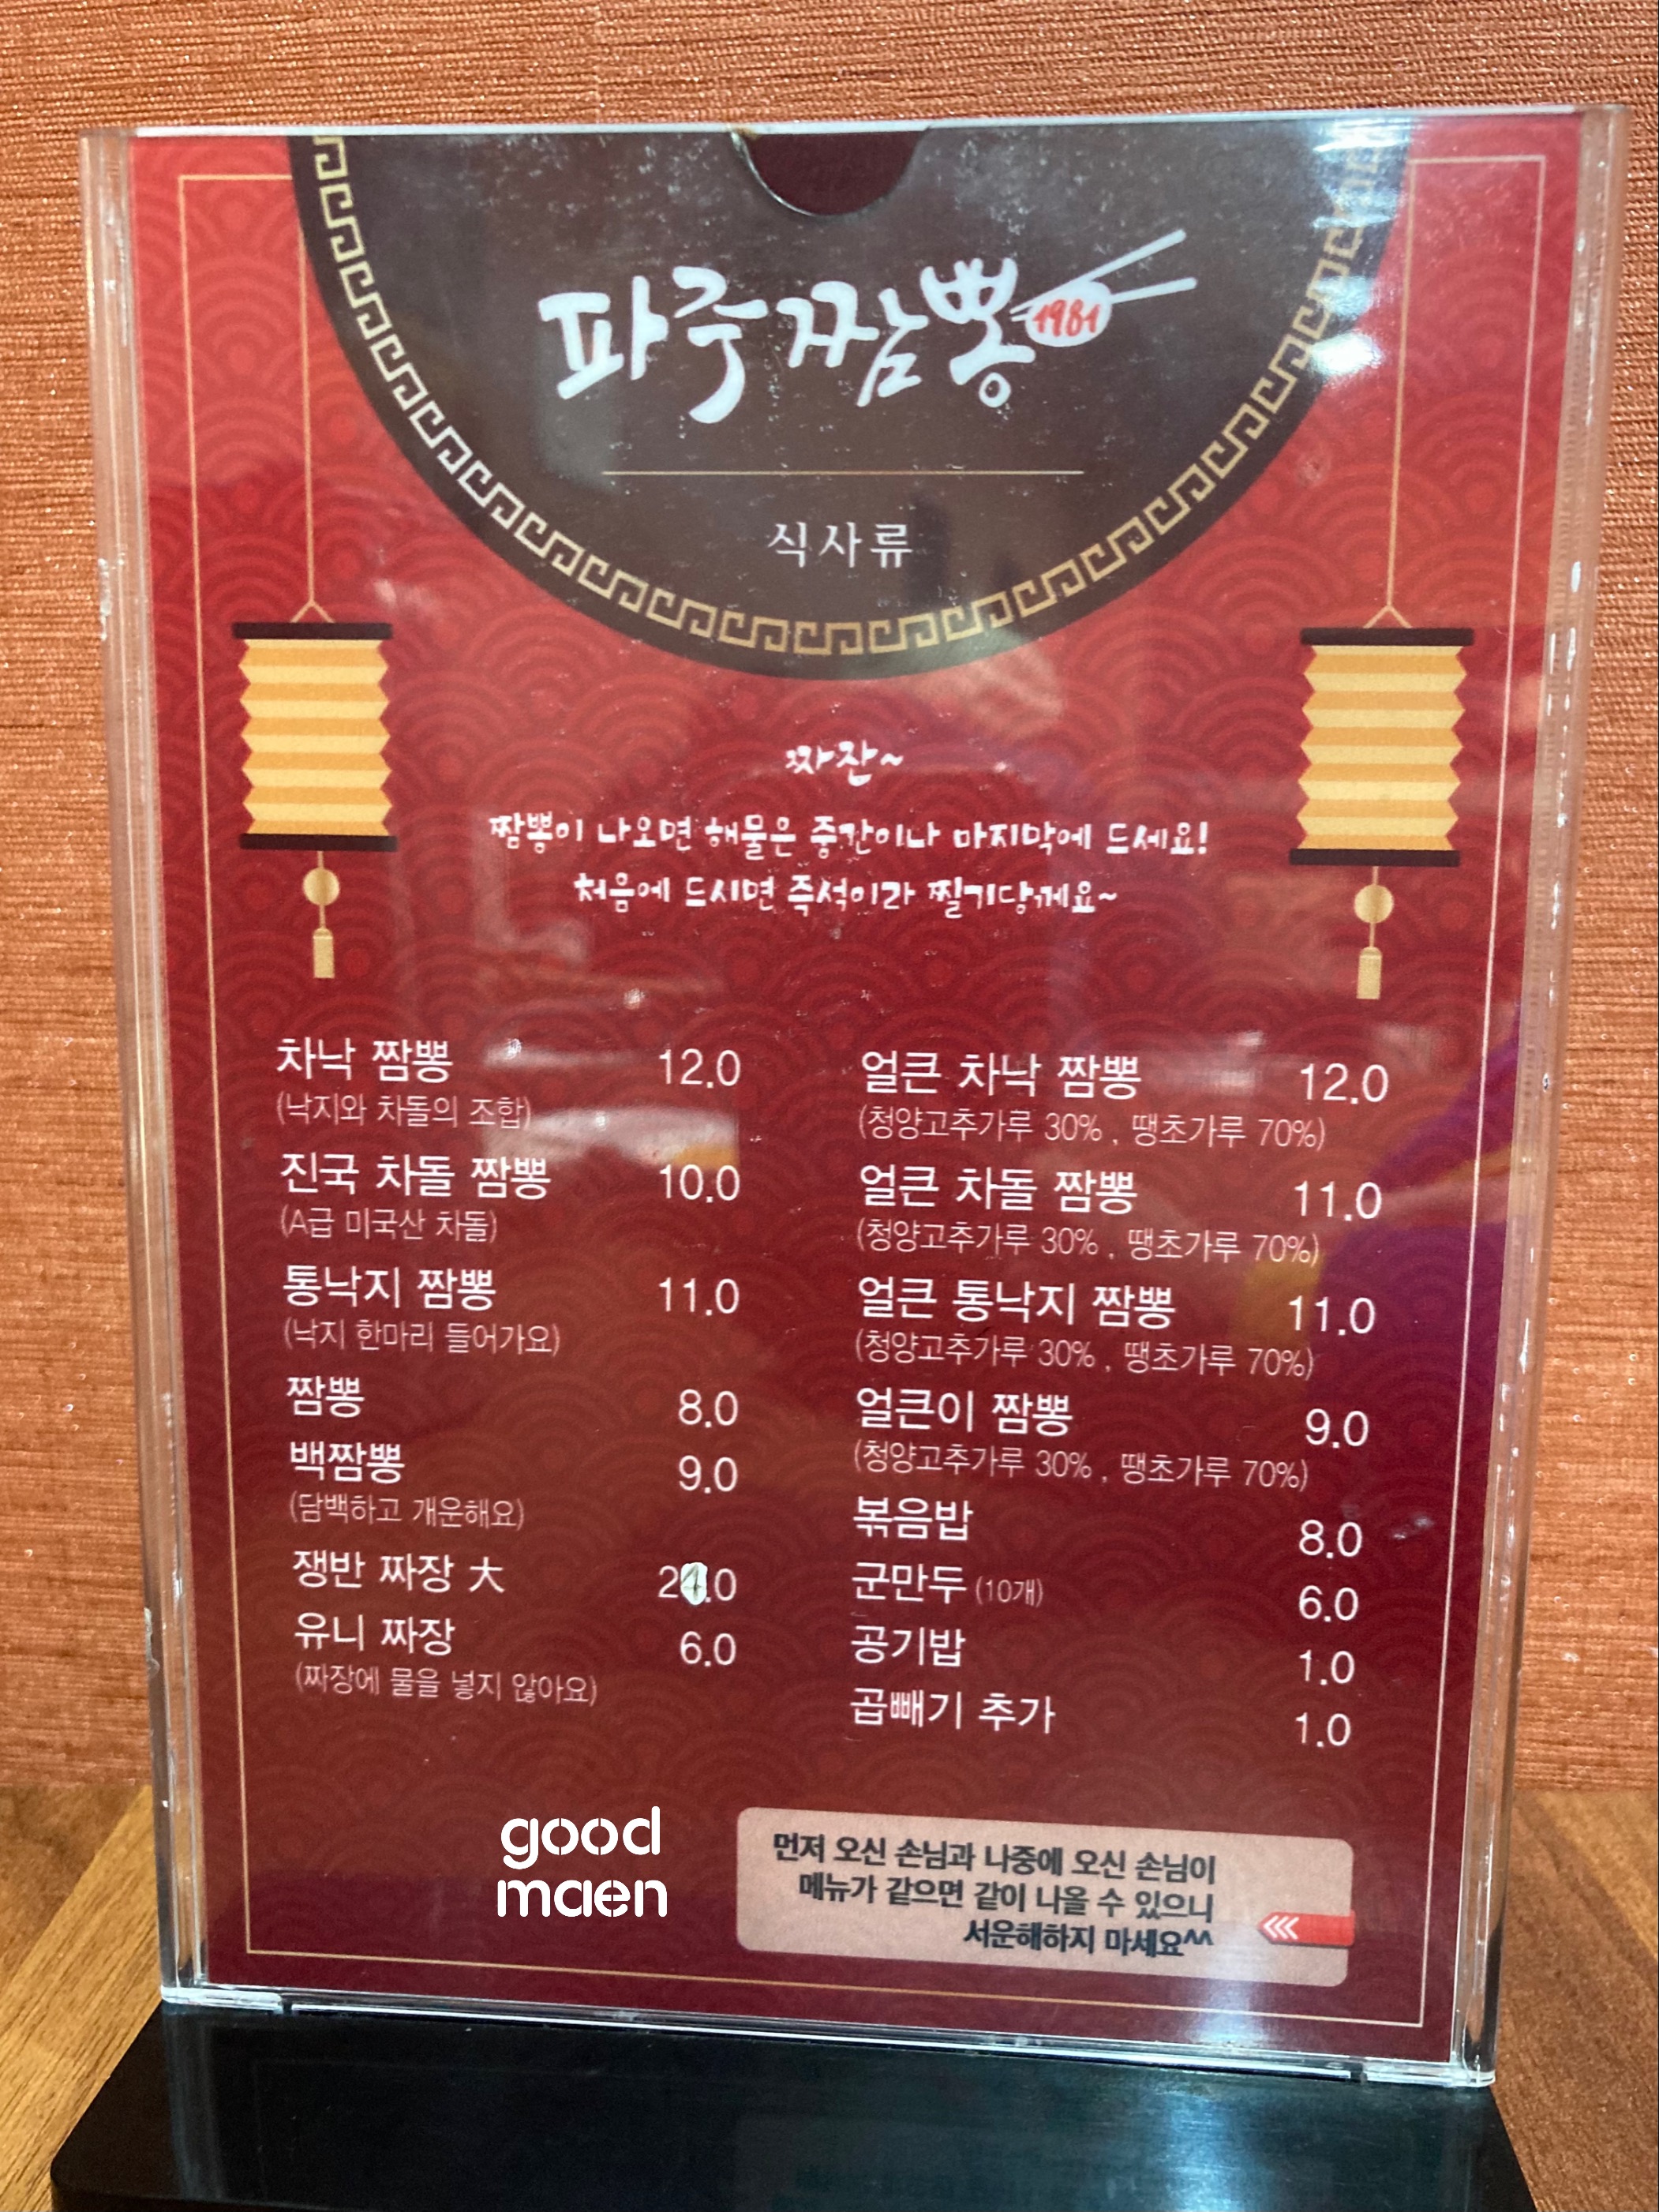 파주짬뽕 1981
식사류
짜잔~
짬뽕이 나오면 해물은 중간이나 마지막에 드세요!
처음에 드시면 즉석이라 찔기당께요~
차낙 짬뽕 12.0
(낙지와 차돌의 조합)
진국 차돌 짬뽕 10.0
(A급 미국산 차돌)
통낙지 짬뽕 11.0
(낙지 한마리 들어가요)
짬뽕 8.0
백짬뽕 9.0
(담백하고 개운해요)
쟁반 짜장 大 24.0
유니 짜장 6.0
(짜장에 물을 넣지 않아요)
얼큰 차낙 짬뽕 12.0
(청양고추가루 30% , 땡초가루 70%)
얼큰 차돌 짬뽕 11.0
(청양고추가루 30% , 땡초가루 70%)
얼큰 통낙지 짬뽕 11.0
(청양고추가루 30% , 땡초가루 70%)
얼큰이 짬뽕 9.0
(청양고추가루 30% , 땡초가루 70%)
볶음밥 8.0
군만두 (10개) 6.0
공기밥 1.0
곱빼기 추가 1.0
good
maen
먼저 오신 손님과 나중에 오신 손님이
메뉴가 같으면 같이 나올 수 있으니
서운해하지 마세요^^